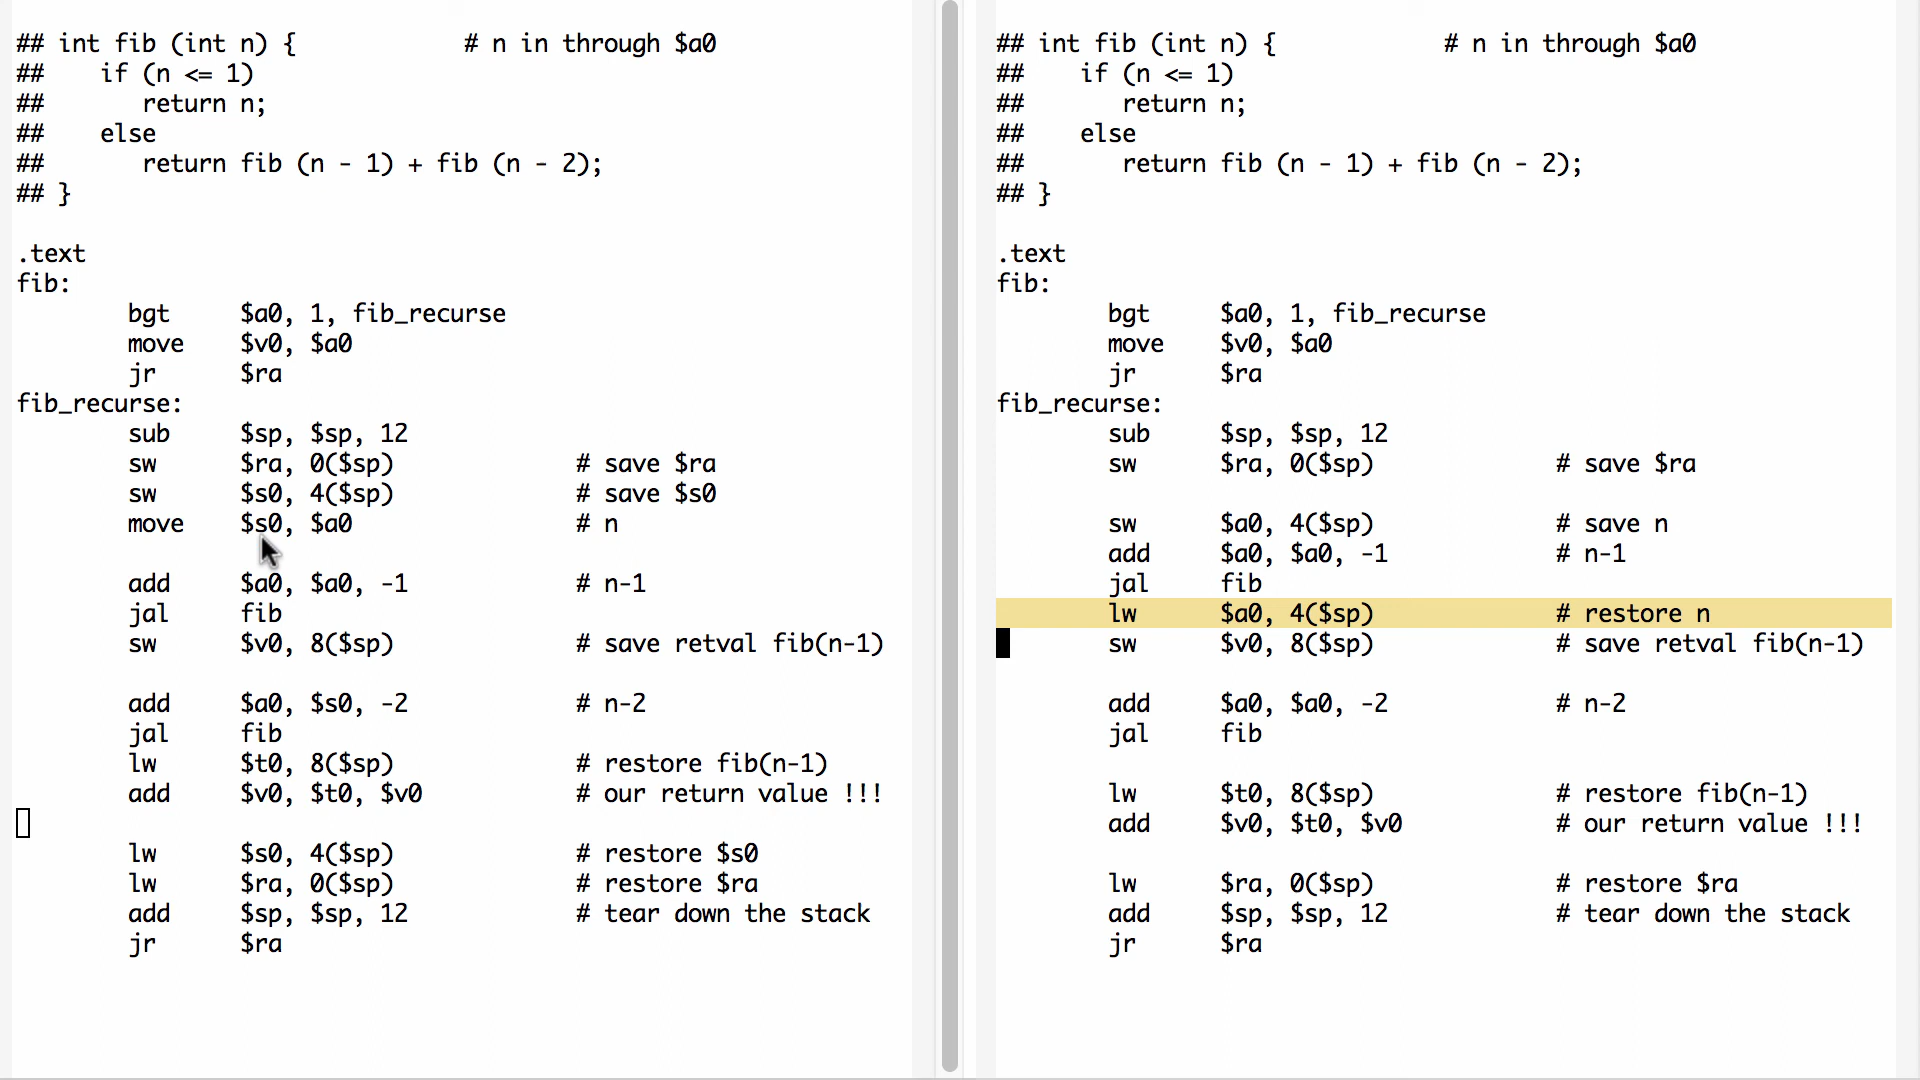 ## int fib (int n) {            # n in through $a0
##    if (n <= 1)
##       return n;
##    else
##       return fib (n - 1) + fib (n - 2);
## }
.text
fib:
        bgt     $a0, 1, fib_recurse
        move    $v0, $a0
        jr      $ra
fib_recurse:
        sub     $sp, $sp, 12
        sw      $ra, 0($sp)             # save $ra
        sw      $s0, 4($sp)             # save $s0
        move    $s0, $a0                # n
        add     $a0, $a0, -1            # n-1
        jal     fib
        sw      $v0, 8($sp)             # save retval fib(n-1)
        add     $a0, $s0, -2            # n-2
        jal     fib
        lw      $t0, 8($sp)             # restore fib(n-1)
        add     $v0, $t0, $v0           # our return value !!!
        lw      $s0, 4($sp)             # restore $s0
        lw      $ra, 0($sp)             # restore $ra
        add     $sp, $sp, 12            # tear down the stack
        jr      $ra
## int fib (int n) {            # n in through $a0
##    if (n <= 1)
##       return n;
##    else
##       return fib (n - 1) + fib (n - 2);
## }
.text
fib:
        bgt     $a0, 1, fib_recurse
        move    $v0, $a0
        jr      $ra
fib_recurse:
        sub     $sp, $sp, 12
        sw      $ra, 0($sp)             # save $ra
        sw      $a0, 4($sp)             # save n
        add     $a0, $a0, -1            # n-1
        jal     fib
        lw      $a0, 4($sp)             # restore n
        sw      $v0, 8($sp)             # save retval fib(n-1)
        add     $a0, $a0, -2            # n-2
        jal     fib
        lw      $t0, 8($sp)             # restore fib(n-1)
        add     $v0, $t0, $v0           # our return value !!!
        lw      $ra, 0($sp)             # restore $ra
        add     $sp, $sp, 12            # tear down the stack
        jr      $ra